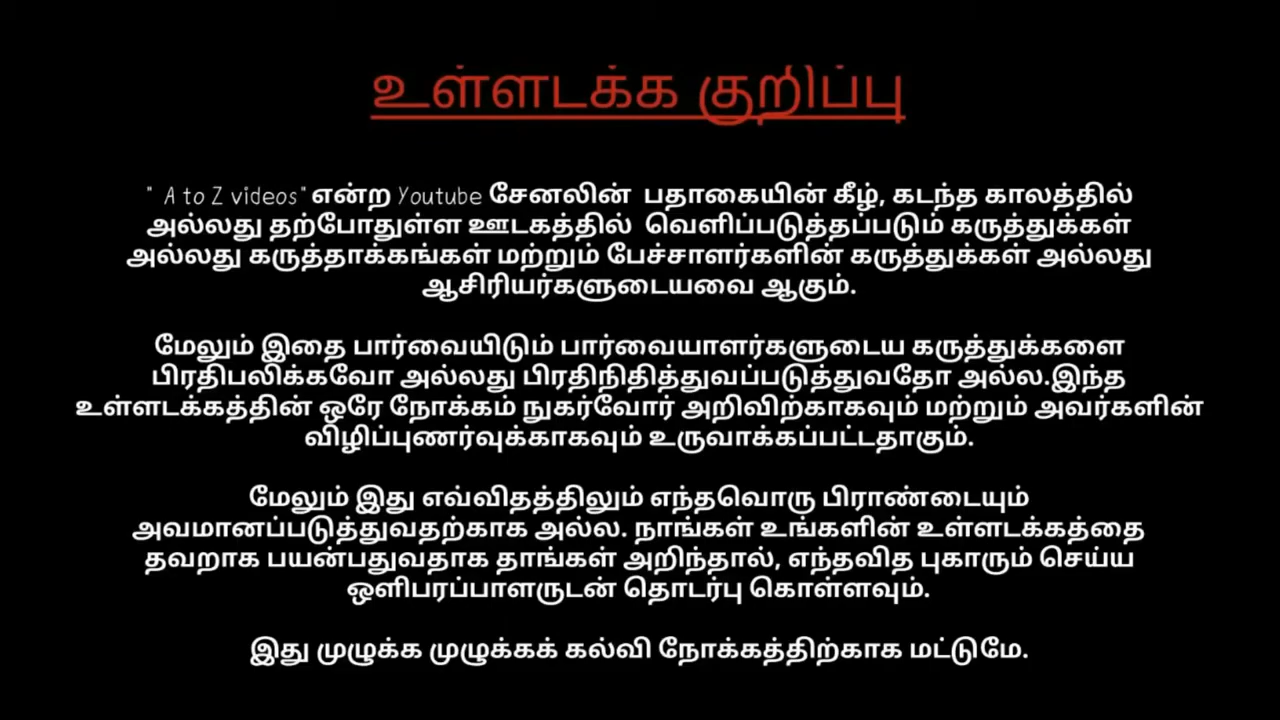 உள்ளடக்க குறிப்பு
" A to Z videos" என்ற Youtube சேனலின் பதாகையின் கீழ், கடந்த காலத்தில்
அல்லது தற்போதுள்ள ஊடகத்தில் வெளிப்படுத்தப்படும் கருத்துக்கள்
அல்லது கருத்தாக்கங்கள் மற்றும் பேச்சாளர்களின் கருத்துக்கள் அல்லது
ஆசிரியர்களுடையவை ஆகும்.
மேலும் இதை பார்வையிடும் பார்வையாளர்களுடைய கருத்துக்களை
பிரதிபலிக்கவோ அல்லது பிரதிநிதித்துவப்படுத்துவதோ அல்ல.இந்த
உள்ளடக்கத்தின் ஒரே நோக்கம் நுகர்வோர் அறிவிற்காகவும் மற்றும் அவர்களின்
விழிப்புணர்வுக்காகவும் உருவாக்கப்பட்டதாகும்.
மேலும் இது எவ்விதத்திலும் எந்தவொரு பிராண்டையும்
அவமானப்படுத்துவதற்காக அல்ல. நாங்கள் உங்களின் உள்ளடக்கத்தை
தவறாக பயன்பதுவதாக தாங்கள் அறிந்தால், எந்தவித புகாரும் செய்ய
ஒளிபரப்பாளருடன் தொடர்பு கொள்ளவும்.
இது முழுக்க முழுக்கக் கல்வி நோக்கத்திற்காக மட்டுமே.